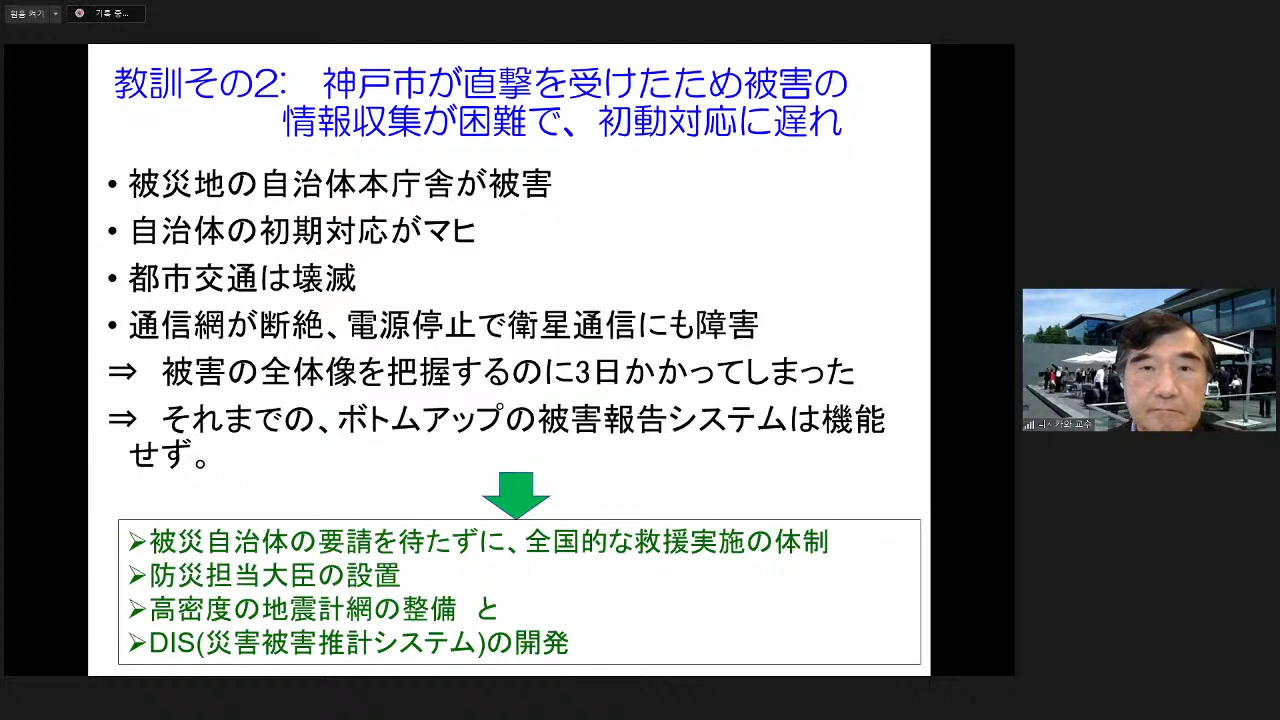 기록 중...
教訓その2:　神戸市が直撃を受けたため被害の
情報収集が困難で、初動対応に遅れ
• 被災地の自治体本庁舎が被害
• 自治体の初期対応がマヒ
• 都市交通は壊滅
• 通信網が断絶、電源停止で衛星通信にも障害
⇒　被害の全体像を把握するのに3日かかってしまった
⇒　それまでの、ボトムアップの被害報告システムは機能
せず。
➢被災自治体の要請を待たずに、全国的な救援実施の体制
➢防災担当大臣の設置
➢高密度の地震計網の整備　と
➢DIS(災害被害推計システム)の開発
교수